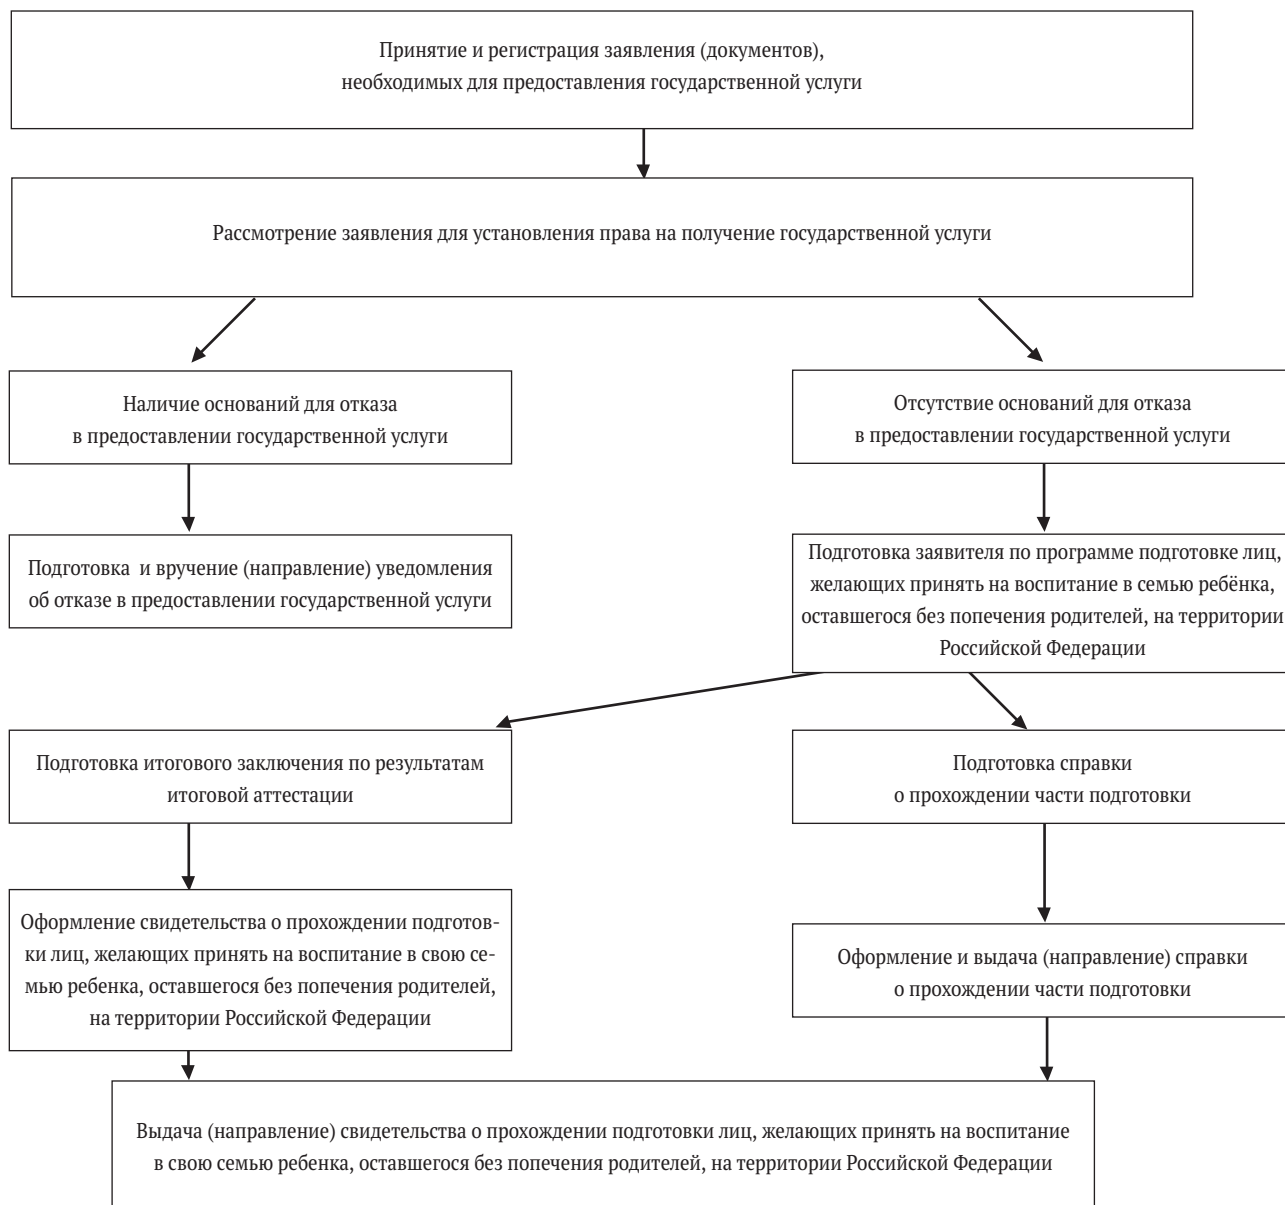 Принятие и регистрация заявления (документов),
необходимых для предоставления государственной услуги
Рассмотрение заявления для установления права на получение государственной услуги
Наличие оснований для отказа
в предоставлении государственной услуги
Отсутствие оснований для отказа
в предоставлении государственной услуги
Подготовка и вручение (направление) уведомления
об отказе в предоставлении государственной услуги
Подготовка заявителя по программе подготовке лиц,
желающих принять на воспитание в семью ребёнка,
оставшегося без попечения родителей, на территории
Российской Федерации
Подготовка итогового заключения по результатам
итоговой аттестации
Подготовка справки
о прохождении части подготовки
Оформление свидетельства о прохождении подготов-
ки лиц, желающих принять на воспитание в свою се-
мью ребенка, оставшегося без попечения родителей,
на территории Российской Федерации
Оформление и выдача (направление) справки
о прохождении части подготовки
Выдача (направление) свидетельства о прохождении подготовки лиц, желающих принять на воспитание
в свою семью ребенка, оставшегося без попечения родителей, на территории Российской Федерации